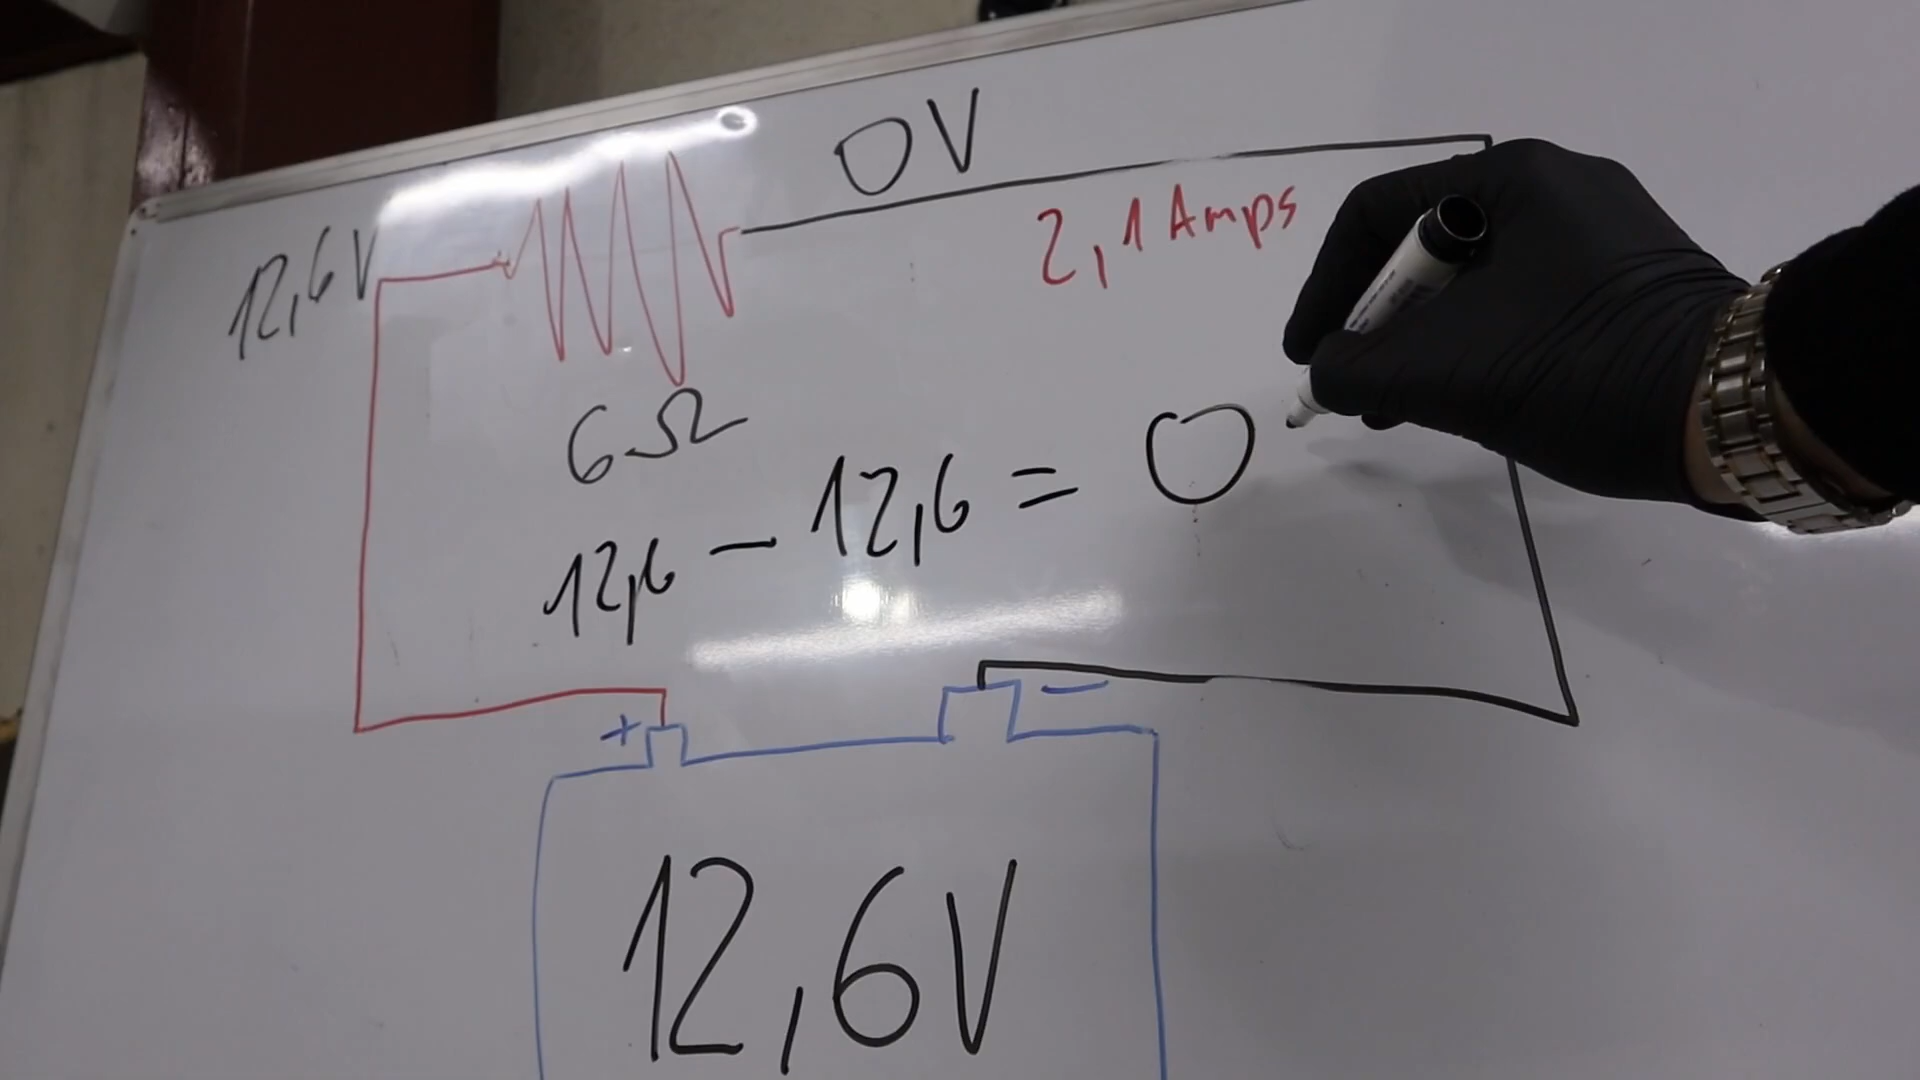 0V
12,6V
2,1 Amps
6Ω
12,6 - 12,6 = 0
+
-
12,6V